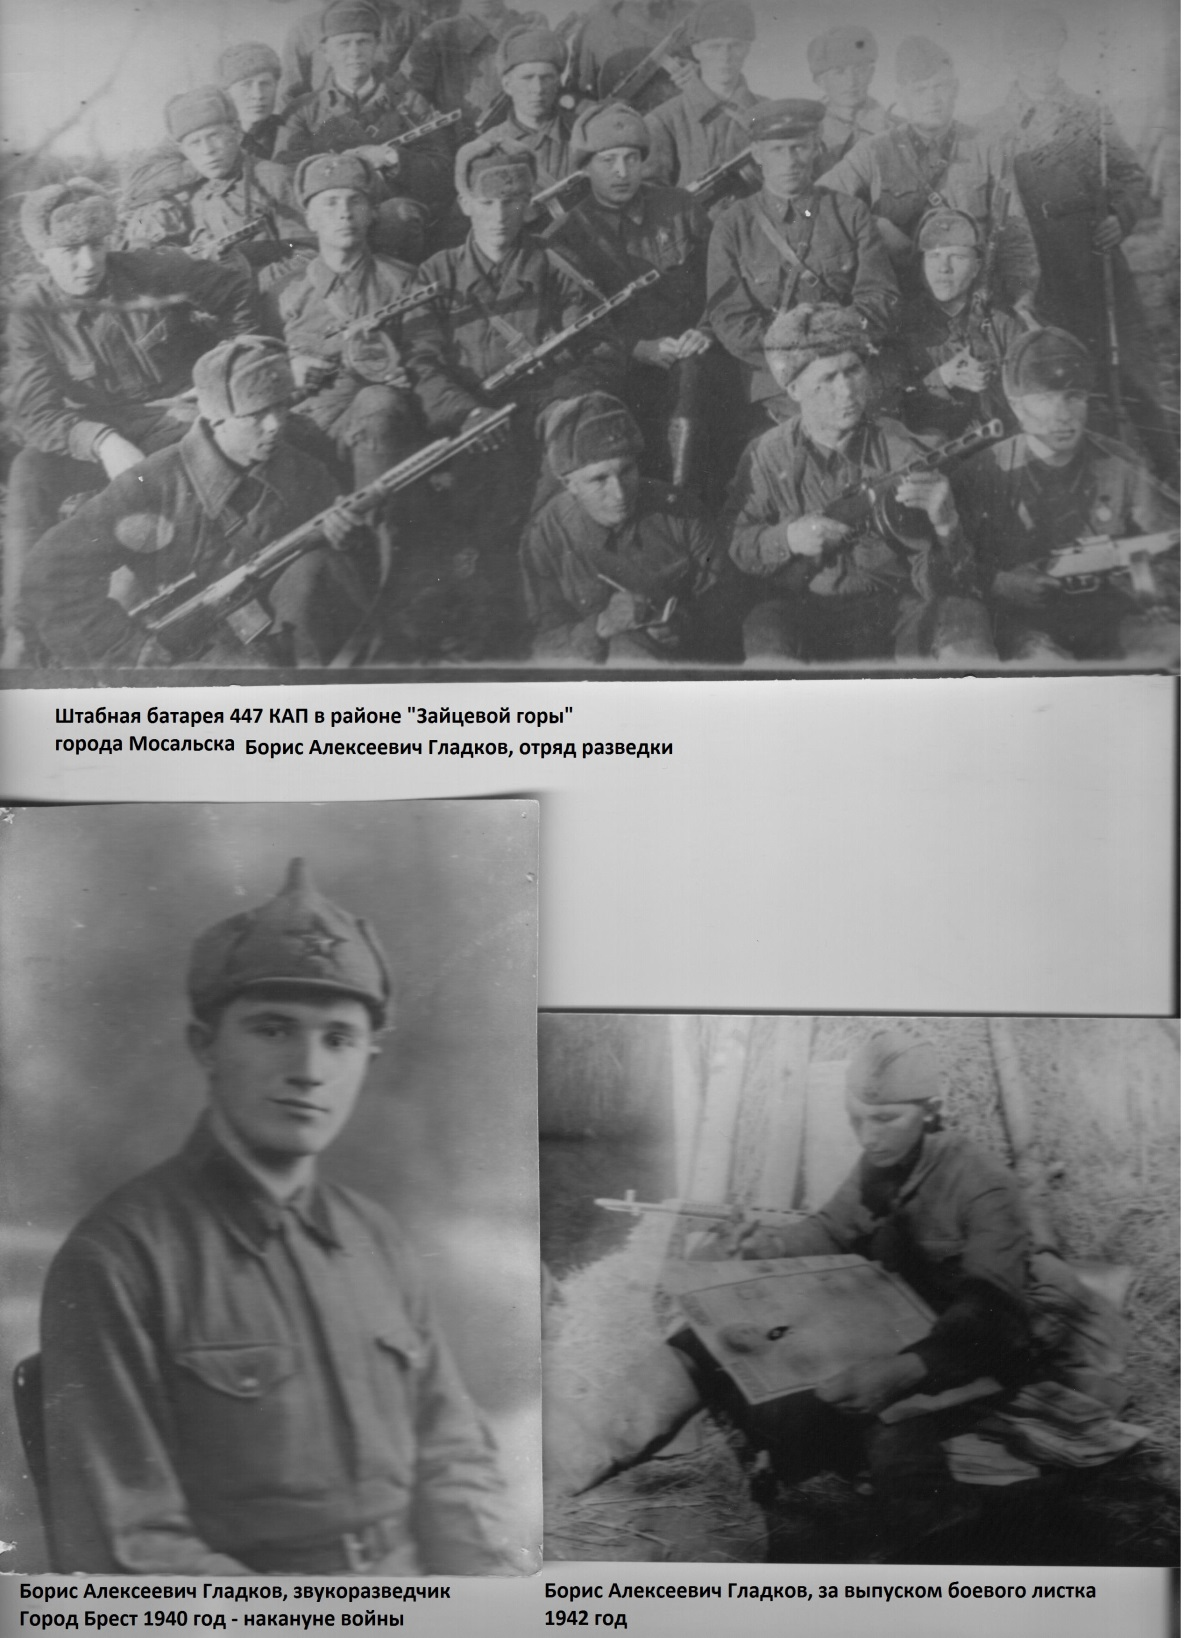 Штабная батарея 447 КАП в районе "Зайцевой горы"
города Мосальска Борис Алексеевич Гладков, отряд разведки
Борис Алексеевич Гладков, звукоразведчик
Город Брест 1940 год - накануне войны
Борис Алексеевич Гладков, за выпуском боевого листка
1942 год